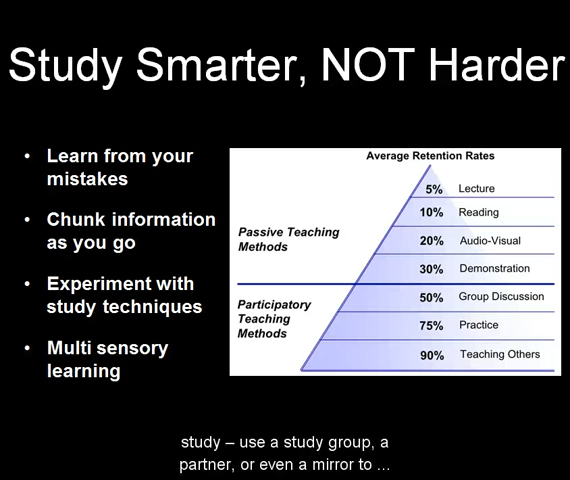 Study Smarter, NOT Harder
• Learn from your
mistakes
• Chunk information
as you go
• Experiment with
study techniques
• Multi sensory
learning
Average Retention Rates
Passive Teaching
Methods
Participatory
Teaching
Methods
5% Lecture
10% Reading
20% Audio-Visual
30% Demonstration
50% Group Discussion
75% Practice
90% Teaching Others
study – use a study group, a
partner, or even a mirror to ...